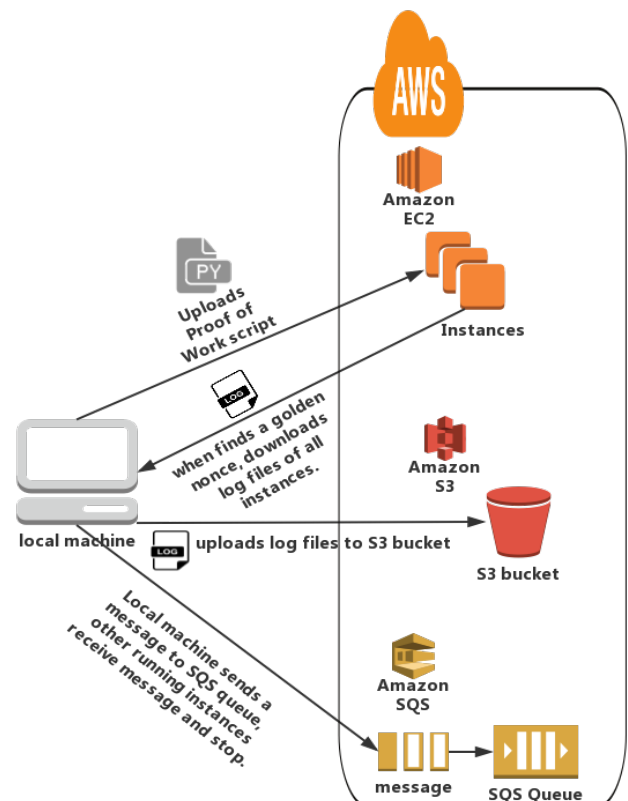 AWS
Amazon
EC2
PY
Uploads
Proof of
Work script
Instances
LOG
when finds a golden
nonce, downloads
log files of all
instances.
Amazon
S3
local machine
LOG
uploads log files to S3 bucket
S3 bucket
Local machine sends a
message to SQS queue,
other running instances
receive message and stop.
Amazon
SQS
message
SQS Queue